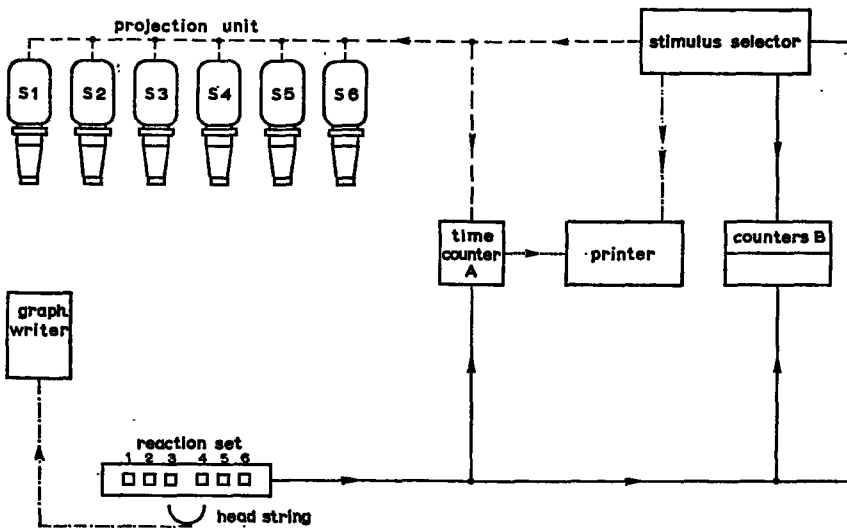 projection unit
stimulus selector
S1 S2 S3 S4 S5 S6
time
counter
A
printer
counters B
graph
writer
reaction set
1 2 3 4 5 6
head string